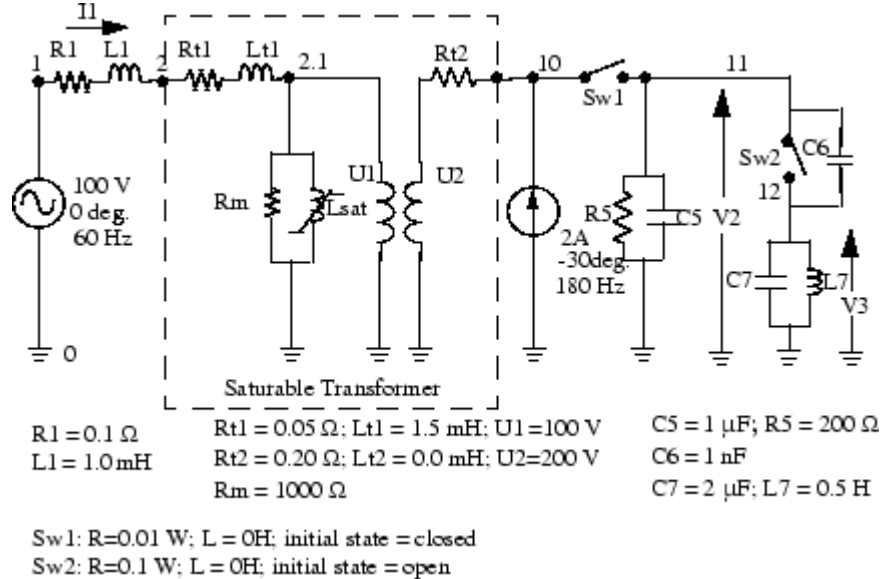 I1
R1 L1 Rt1 Lt1 2.1 Rt2 10 11
1 2
Sw1
Sw2 C6
100 V
0 deg.
60 Hz
Rm Lsat U1 U2
R5 C5 V2
12
2A
-30deg.
180 Hz
C7 L7 V3
0
Saturable Transformer
R1 = 0.1 Ω
L1 = 1.0 mH
Rt1 = 0.05 Ω; Lt1 = 1.5 mH; U1=100 V
Rt2 = 0.20 Ω; Lt2 = 0.0 mH; U2=200 V
Rm = 1000 Ω
C5 = 1 µF; R5 = 200 Ω
C6 = 1 nF
C7 = 2 µF; L7 = 0.5 H
Sw1: R=0.01 W; L = 0H; initial state = closed
Sw2: R=0.1 W; L = 0H; initial state = open